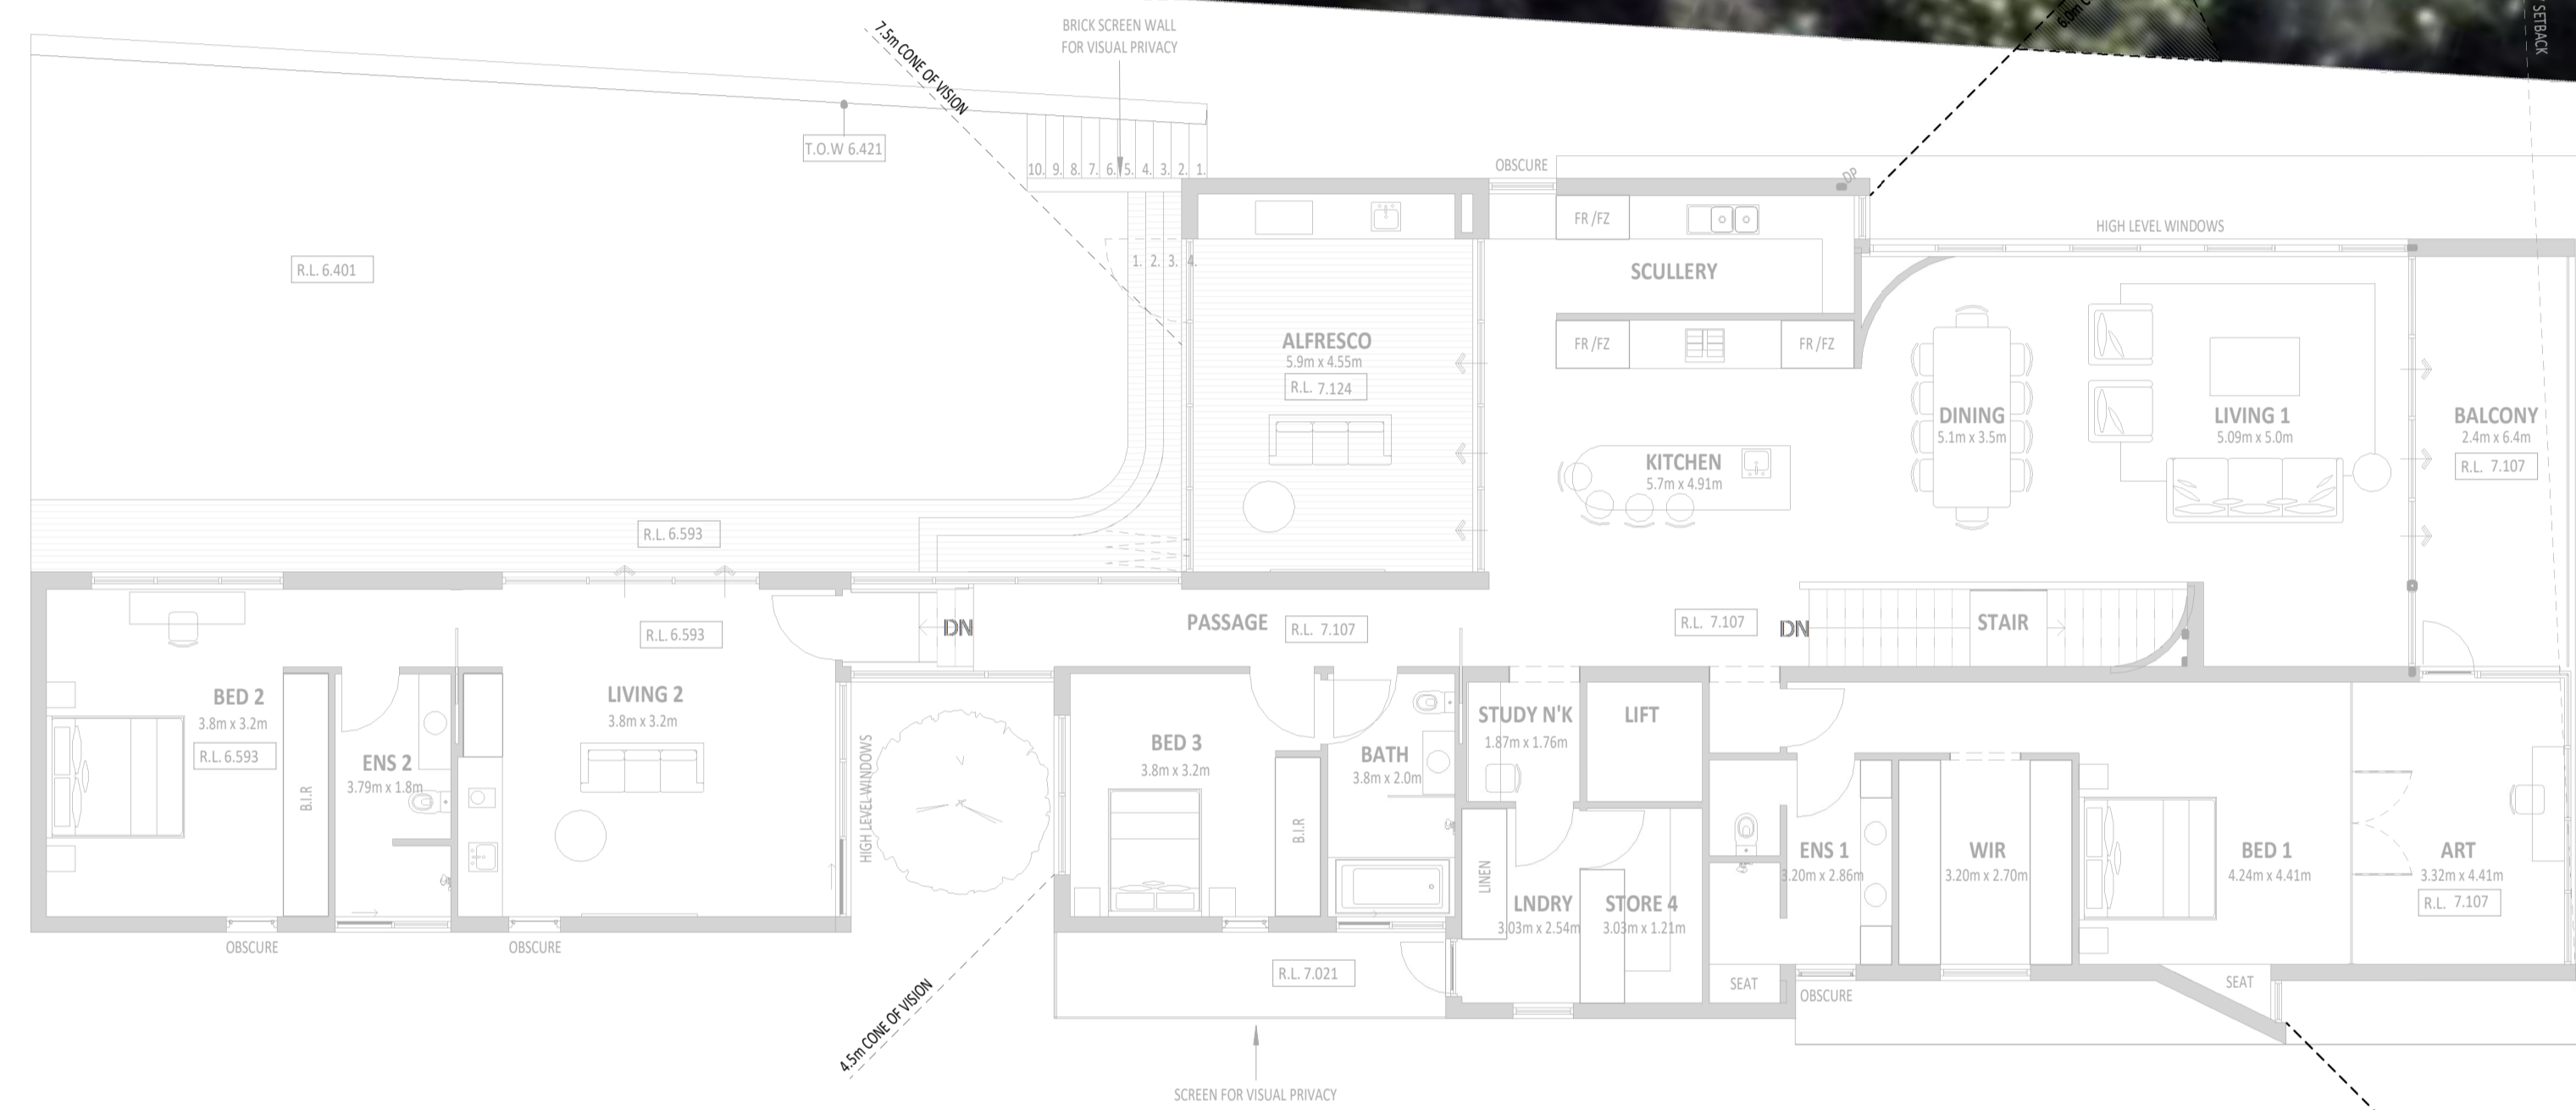 BRICK SCREEN WALL
FOR VISUAL PRIVACY
7.5m CONE OF VISION
SETBACK
T.O.W 6.421
10. 9. 8. 7. 6. 5. 4. 3. 2. 1.
OBSCURE
DP
FR /FZ
HIGH LEVEL WINDOWS
R.L. 6.401
1. 2. 3. 4.
SCULLERY
ALFRESCO
5.9m x 4.55m
R.L. 7.124
FR /FZ
FR /FZ
DINING
5.1m x 3.5m
LIVING 1
5.09m x 5.0m
BALCONY
2.4m x 6.4m
R.L. 7.107
KITCHEN
5.7m x 4.91m
R.L. 6.593
R.L. 6.593
DN
PASSAGE
R.L. 7.107
R.L. 7.107
DN
STAIR
BED 2
3.8m x 3.2m
R.L. 6.593
B.I.R
ENS 2
3.79m x 1.8m
LIVING 2
3.8m x 3.2m
HIGH LEVEL WINDOWS
BED 3
3.8m x 3.2m
B.I.R
BATH
3.8m x 2.0m
STUDY N'K
1.87m x 1.76m
LIFT
LINEN
LNDRY
3.03m x 2.54m
STORE 4
3.03m x 1.21m
ENS 1
3.20m x 2.86m
WIR
3.20m x 2.70m
BED 1
4.24m x 4.41m
ART
3.32m x 4.41m
R.L. 7.107
OBSCURE
OBSCURE
R.L. 7.021
SEAT
OBSCURE
SEAT
4.5m CONE OF VISION
SCREEN FOR VISUAL PRIVACY